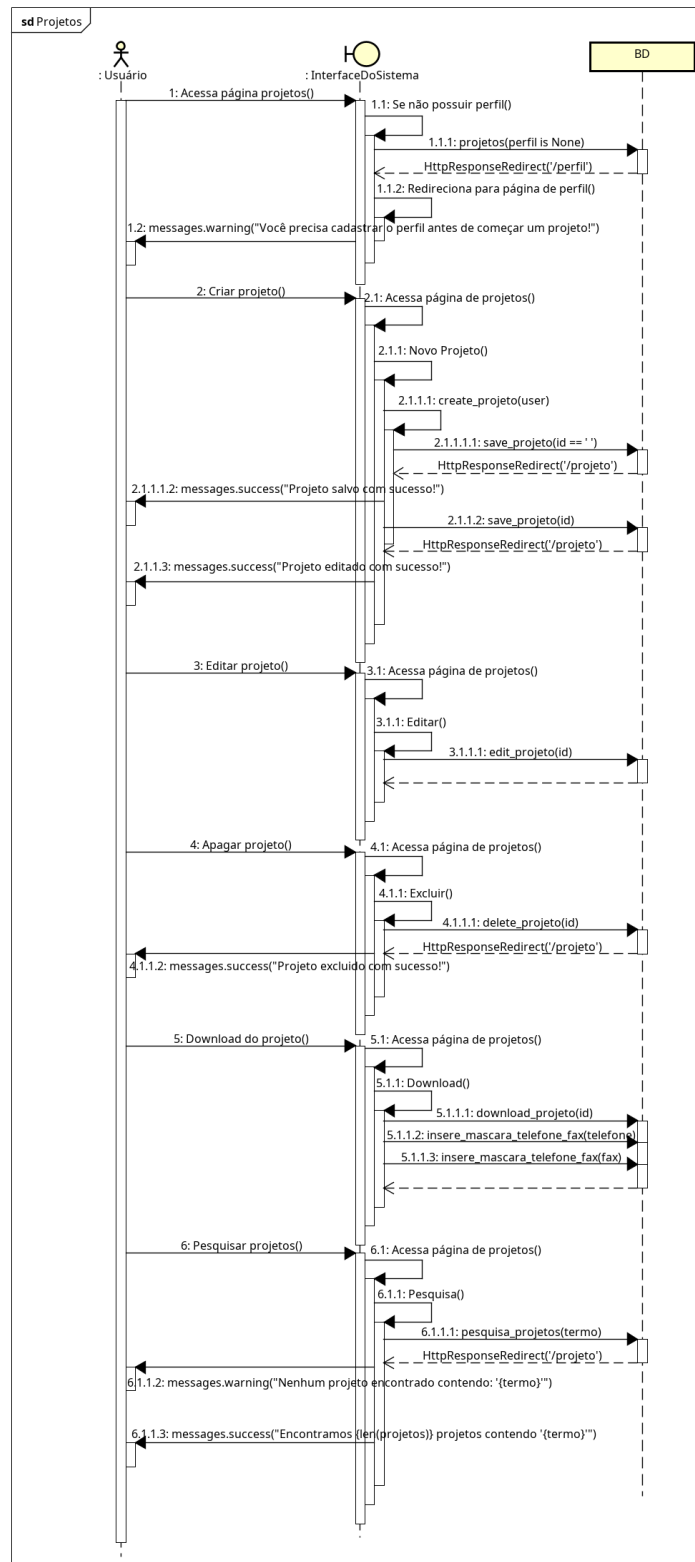 sd Projetos
: Usuário
: InterfaceDoSistema
BD
1: Acessa página projetos()
1.1: Se não possuir perfil()
1.1.1: projetos(perfil is None)
HttpResponseRedirect('/perfil')
1.1.2: Redireciona para página de perfil()
1.2: messages.warning("Você precisa cadastrar o perfil antes de começar um projeto!")
2: Criar projeto()
2.1: Acessa página de projetos()
2.1.1: Novo Projeto()
2.1.1.1: create_projeto(user)
2.1.1.1.1: save_projeto(id == ' ')
HttpResponseRedirect('/projeto')
2.1.1.1.2: messages.success("Projeto salvo com sucesso!")
2.1.1.2: save_projeto(id)
HttpResponseRedirect('/projeto')
2.1.1.3: messages.success("Projeto editado com sucesso!")
3: Editar projeto()
3.1: Acessa página de projetos()
3.1.1: Editar()
3.1.1.1: edit_projeto(id)
4: Apagar projeto()
4.1: Acessa página de projetos()
4.1.1: Excluir()
4.1.1.1: delete_projeto(id)
HttpResponseRedirect('/projeto')
4.1.1.2: messages.success("Projeto excluido com sucesso!")
5: Download do projeto()
5.1: Acessa página de projetos()
5.1.1: Download()
5.1.1.1: download_projeto(id)
5.1.1.2: insere_mascara_telefone_fax(telefone)
5.1.1.3: insere_mascara_telefone_fax(fax)
6: Pesquisar projetos()
6.1: Acessa página de projetos()
6.1.1: Pesquisa()
6.1.1.1: pesquisa_projetos(termo)
HttpResponseRedirect('/projeto')
6.1.1.2: messages.warning("Nenhum projeto encontrado contendo: '{termo}'")
6.1.1.3: messages.success("Encontramos {len(projetos)} projetos contendo '{termo}'")